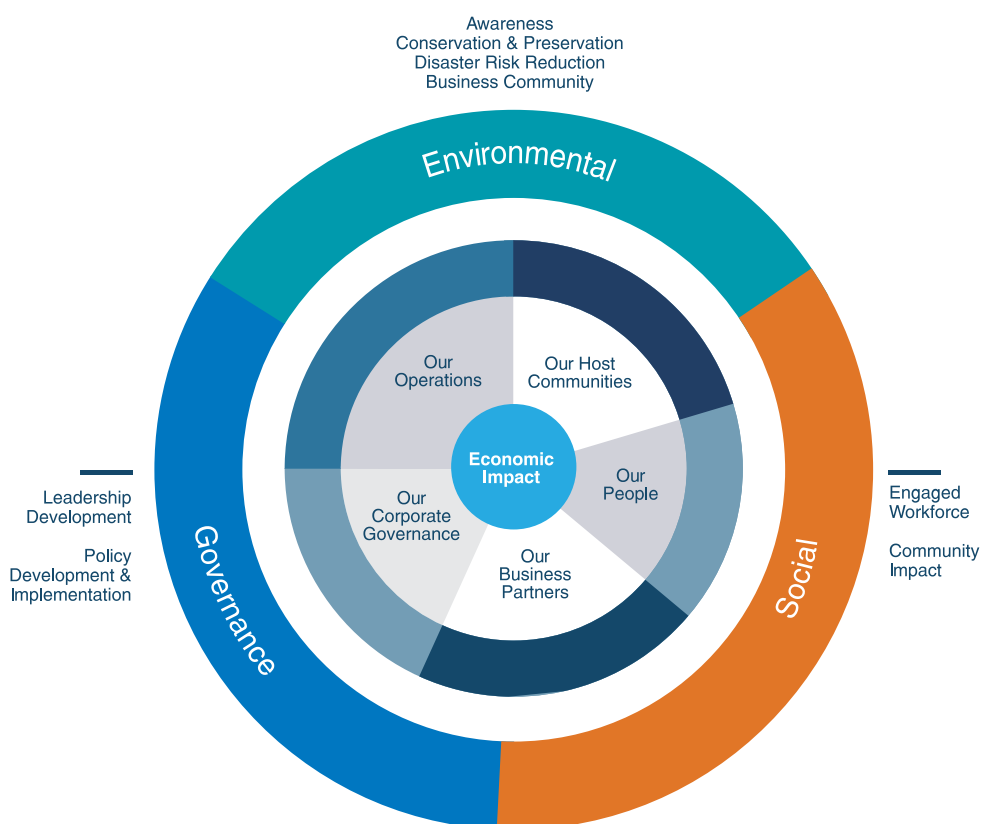 Awareness
Conservation & Preservation
Disaster Risk Reduction
Business Community
Environmental
Our
Operations
Our Host
Communities
Economic
Impact
Our
People
Our
Corporate
Governance
Our
Business
Partners
Leadership
Development
Policy
Development &
Implementation
Governance
Social
Engaged
Workforce
Community
Impact